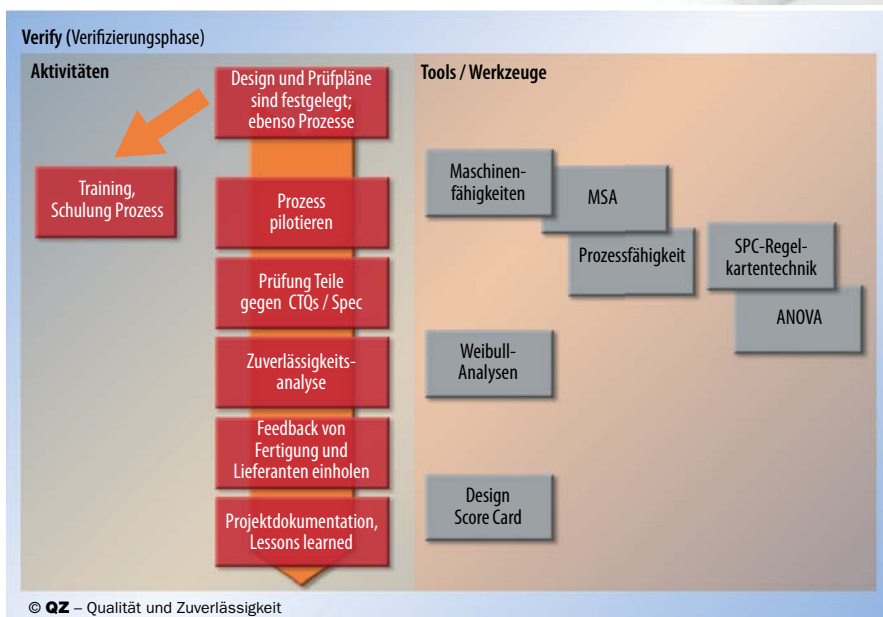 Verify (Verifizierungsphase)
Aktivitäten
Design und Prüfpläne
sind festgelegt;
ebenso Prozesse
Training,
Schulung Prozess
Prozess
pilotieren
Prüfung Teile
gegen CTQs / Spec
Zuverlässigkeits-
analyse
Feedback von
Fertigung und
Lieferanten einholen
Projektdokumentation,
Lessons learned
Tools / Werkzeuge
Maschinen-
fähigkeiten
MSA
Prozessfähigkeit
SPC-Regel-
kartentechnik
ANOVA
Weibull-
Analysen
Design
Score Card
© QZ – Qualität und Zuverlässigkeit